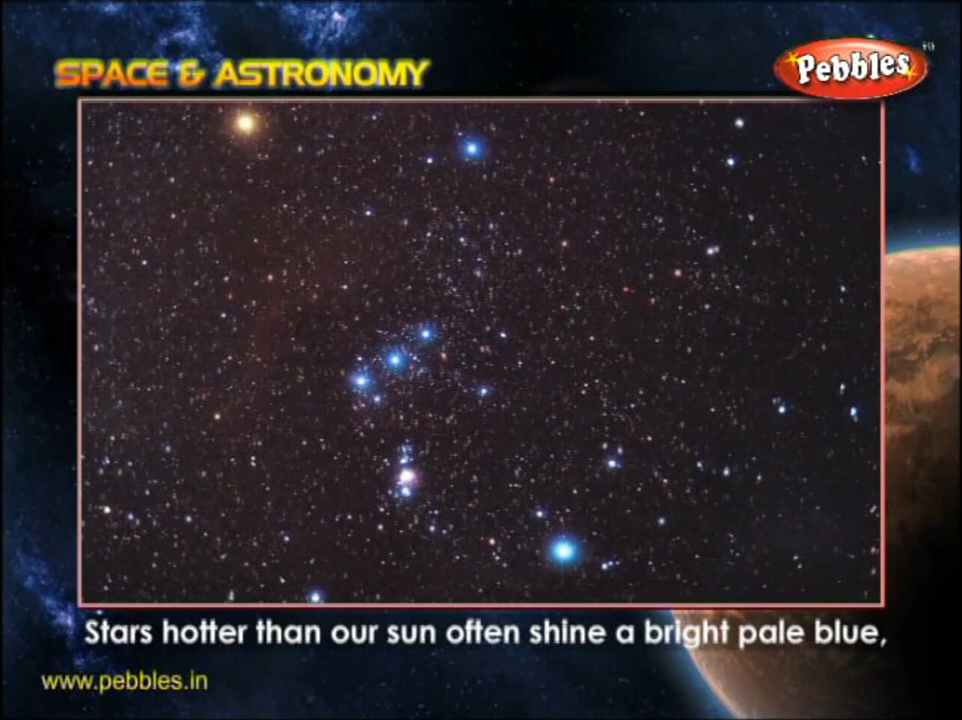 SPACE & ASTRONOMY
Pebbles
Stars hotter than our sun often shine a bright pale blue,
www.pebbles.in